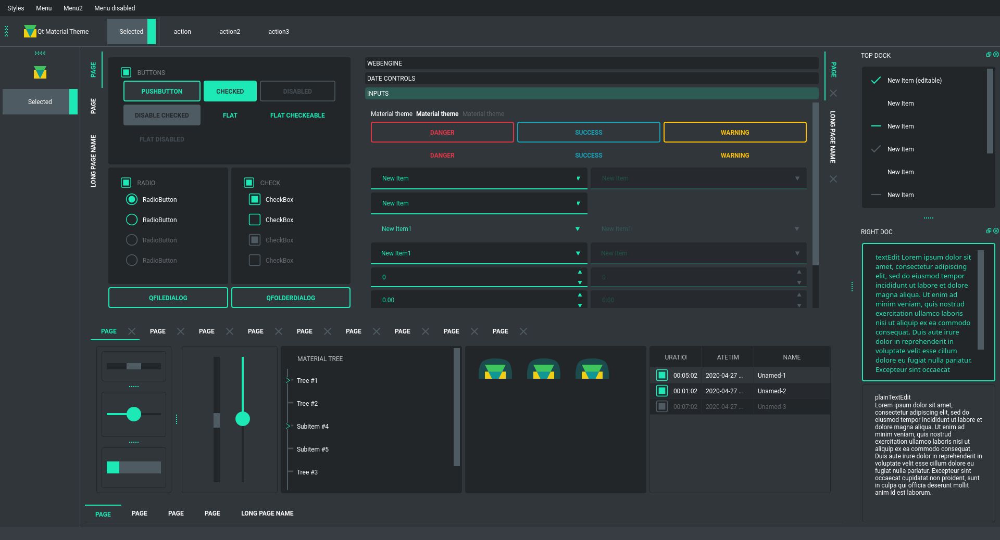 Styles Menu Menu2 Menu disabled
Qt Material Theme Selected action action2 action3
Selected
PAGE
PAGE
LONG PAGE NAME
BUTTONS
PUSHBUTTON CHECKED DISABLED
DISABLE CHECKED FLAT FLAT CHECKEABLE
FLAT DISABLED
RADIO
RadioButton
RadioButton
RadioButton
RadioButton
CHECK
CheckBox
CheckBox
CheckBox
CheckBox
QFILEDIALOG QFOLDERDIALOG
WEBENGINE
DATE CONTROLS
INPUTS
Material theme Material theme Material theme
DANGER SUCCESS WARNING
DANGER SUCCESS WARNING
New Item New Item
New Item
New Item1 New Item1
New Item1 New Item
0 0
0.00 0.00
PAGE
LONG PAGE NAME
PAGE PAGE PAGE PAGE PAGE PAGE PAGE PAGE PAGE
MATERIAL TREE
Tree #1
Tree #2
Subitem #4
Subitem #5
Tree #3
URATIO ATETIM NAME
00:05:02 2020-04-27 ... Unamed-1
00:01:02 2020-04-27 ... Unamed-2
00:07:02 2020-04-27 ... Unamed-3
PAGE PAGE PAGE PAGE LONG PAGE NAME
TOP DOCK
New Item (editable)
New Item
New Item
New Item
New Item
New Item
RIGHT DOC
textEdit Lorem ipsum dolor sit
amet, consectetur adipiscing
elit, sed do eiusmod tempor
incididunt ut labore et dolore
magna aliqua. Ut enim ad
minim veniam, quis nostrud
exercitation ullamco laboris
nisi ut aliquip ex ea commodo
consequat. Duis aute irure
dolor in reprehenderit in
voluptate velit esse cillum
dolore eu fugiat nulla pariatur.
Excepteur sint occaecat
plainTextEdit
Lorem ipsum dolor sit amet,
consectetur adipiscing elit, sed do
eiusmod tempor incididunt ut labore et
dolore magna aliqua. Ut enim ad
minim veniam, quis nostrud
exercitation ullamco laboris nisi ut
aliquip ex ea commodo consequat.
Duis aute irure dolor in reprehenderit in
voluptate velit esse cillum dolore eu
fugiat nulla pariatur. Excepteur sint
occaecat cupidatat non proident, sunt
in culpa qui officia deserunt mollit
anim id est laborum.